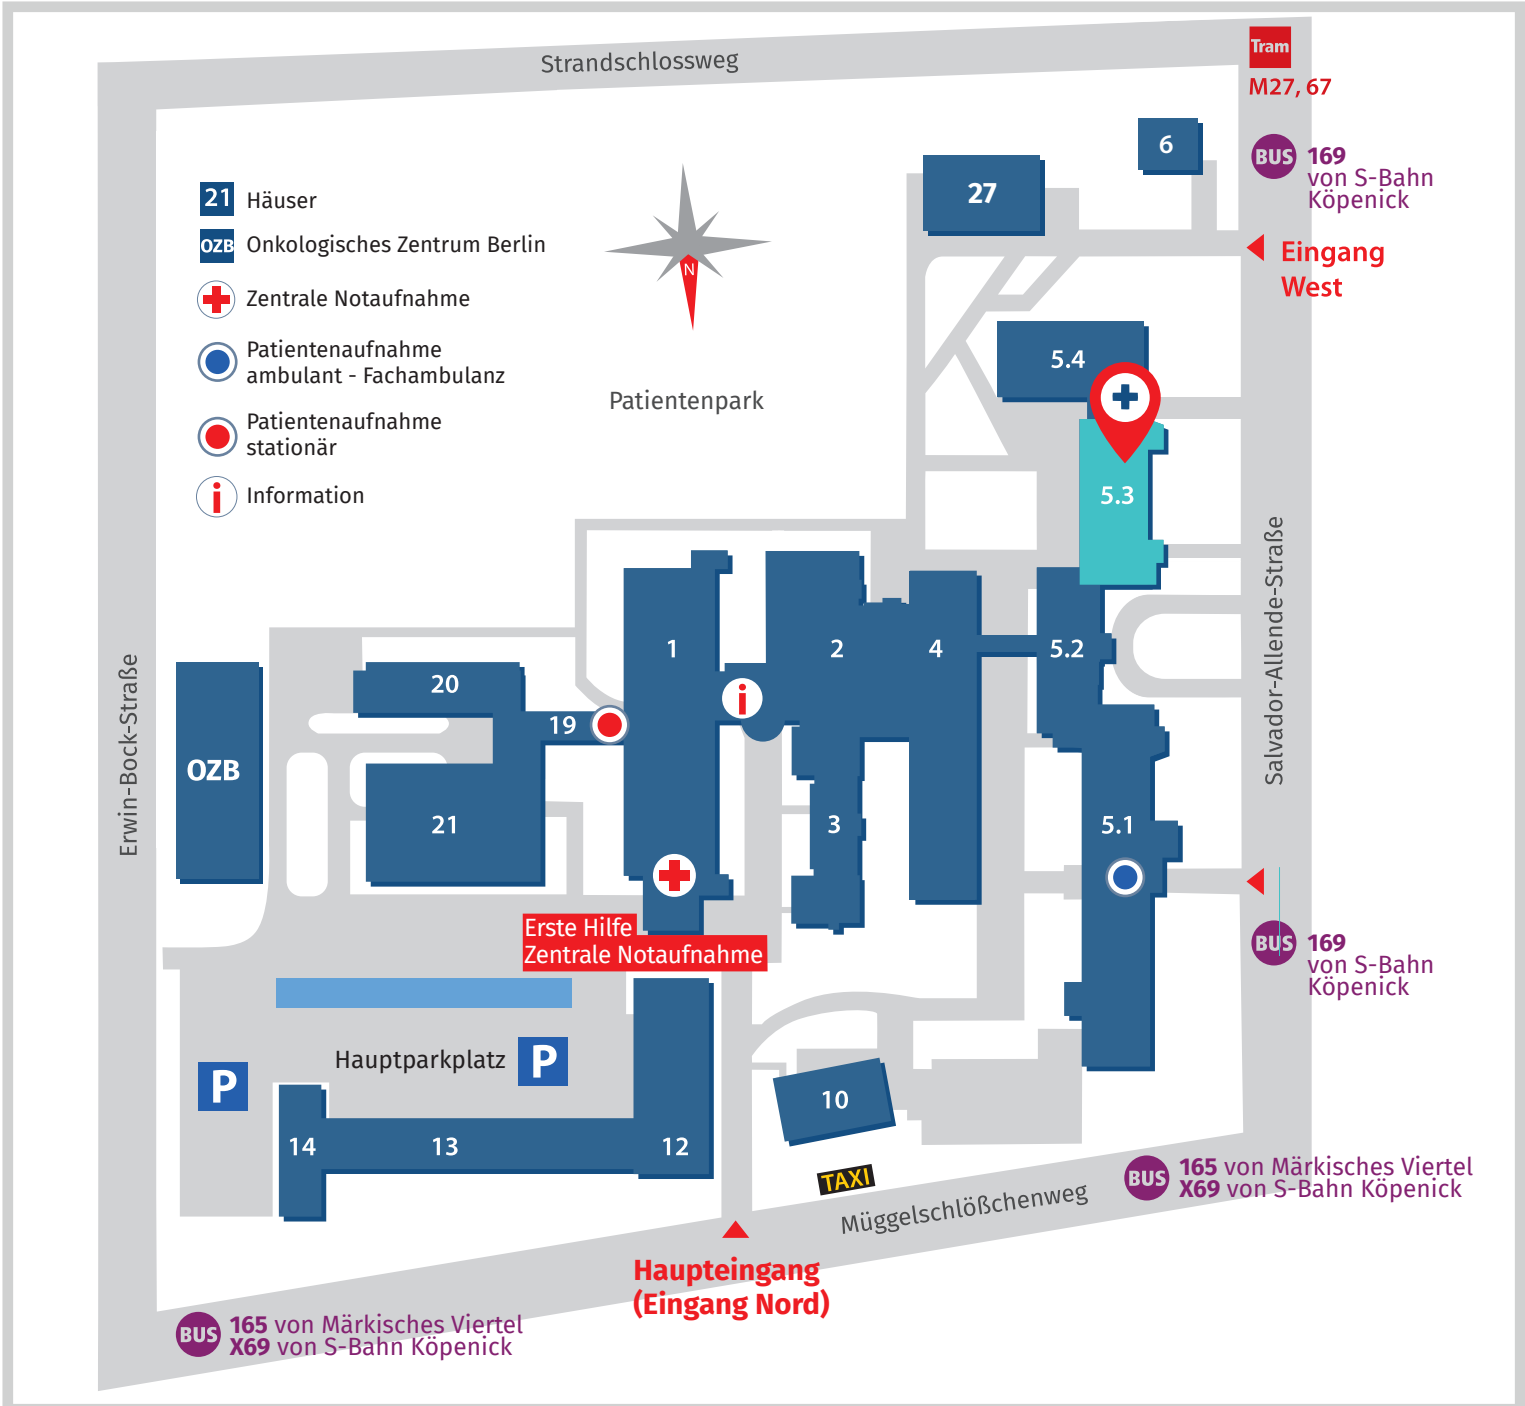 Strandschlossweg
Tram
M27, 67
BUS 169
von S-Bahn
Köpenick
6
27
21 Häuser
OZB Onkologisches Zentrum Berlin
Zentrale Notaufnahme
Patientenaufnahme
ambulant - Fachambulanz
Patientenaufnahme
stationär
i Information
N
Patientenpark
Eingang
West
5.4
5.3
Erwin-Bock-Straße
Salvador-Allende-Straße
1
2
4
5.2
20
i
19
OZB
21
3
5.1
Erste Hilfe
Zentrale Notaufnahme
BUS 169
von S-Bahn
Köpenick
Hauptparkplatz P
P
10
14
13
12
TAXI
Müggelschlößchenweg
BUS 165 von Märkisches Viertel
X69 von S-Bahn Köpenick
Haupteingang
(Eingang Nord)
BUS 165 von Märkisches Viertel
X69 von S-Bahn Köpenick